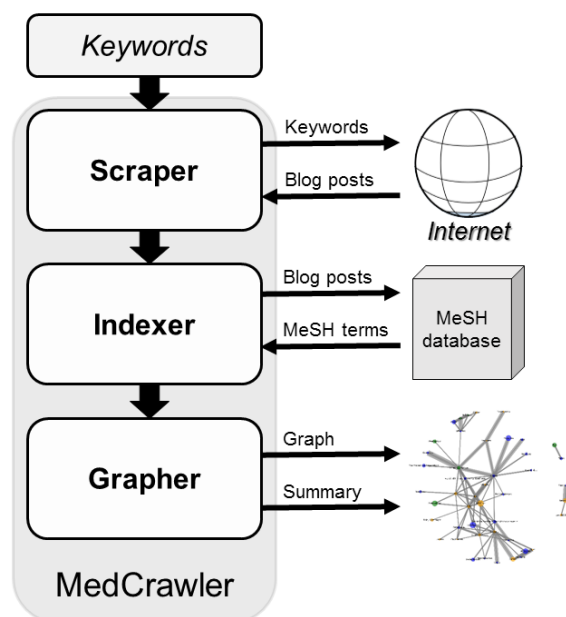 Keywords
Scraper
Keywords
Blog posts
Internet
Indexer
Blog posts
MeSH terms
MeSH
database
Grapher
Graph
Summary
MedCrawler